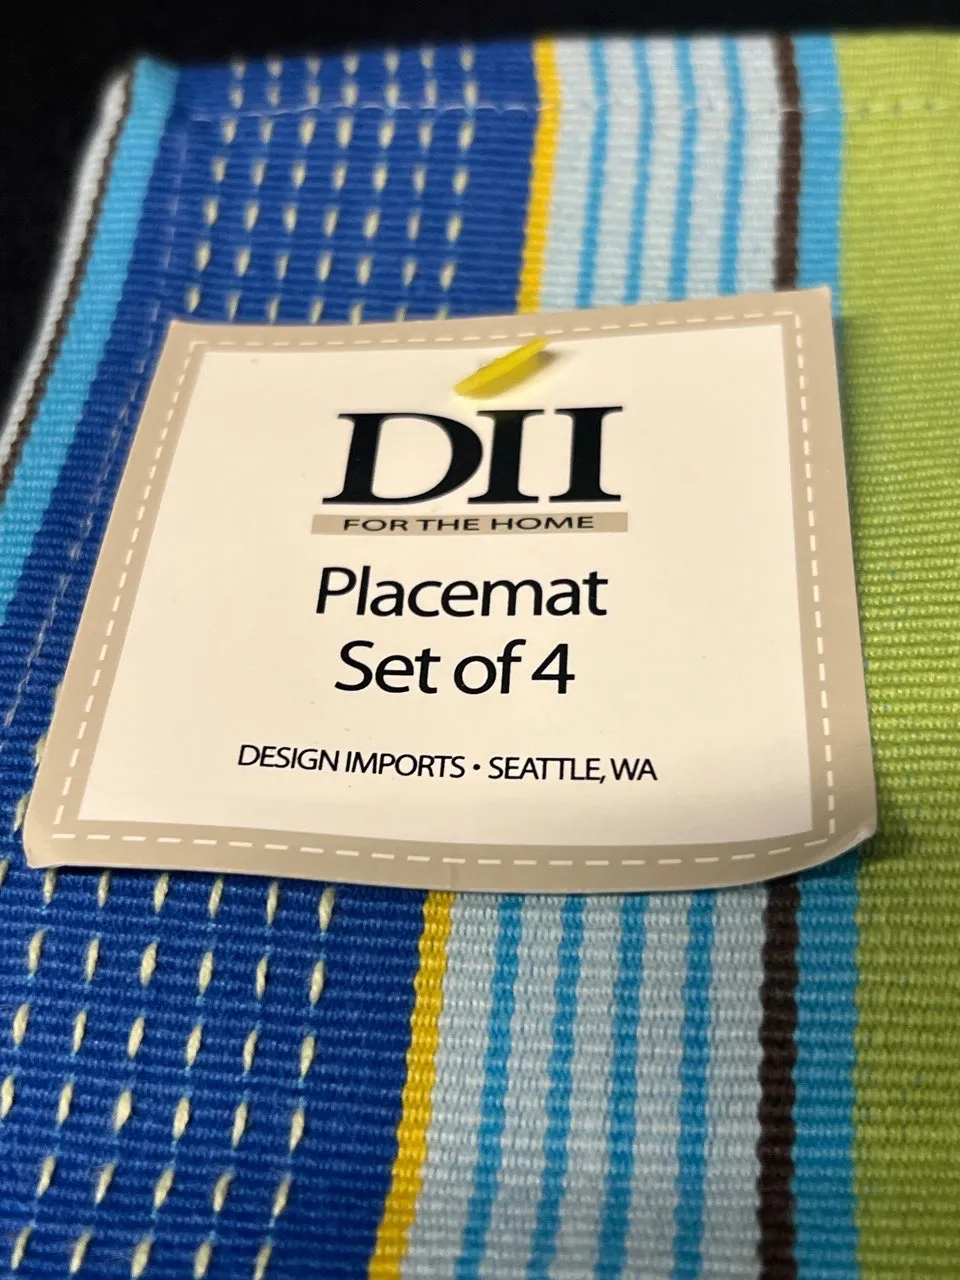 DII
FOR THE HOME
Placemat
Set of 4
DESIGN IMPORTS • SEATTLE, WA